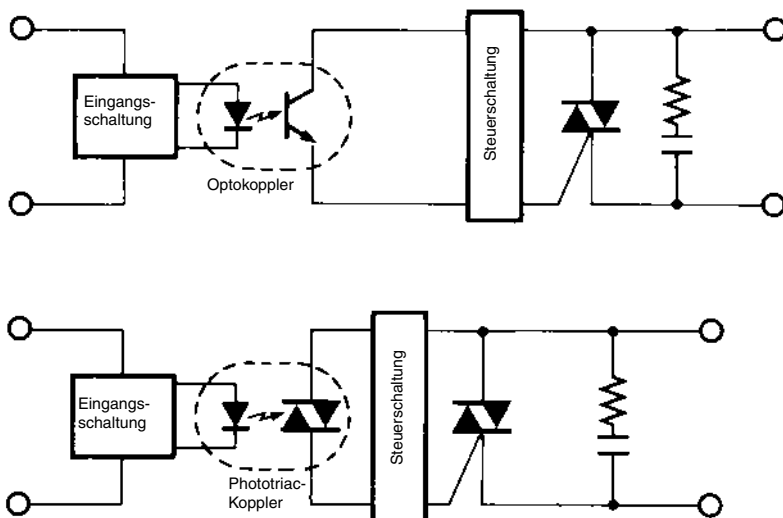 Eingangs-
schaltung
Optokoppler
Steuerschaltung
Eingangs-
schaltung
Phototriac-
Koppler
Steuerschaltung